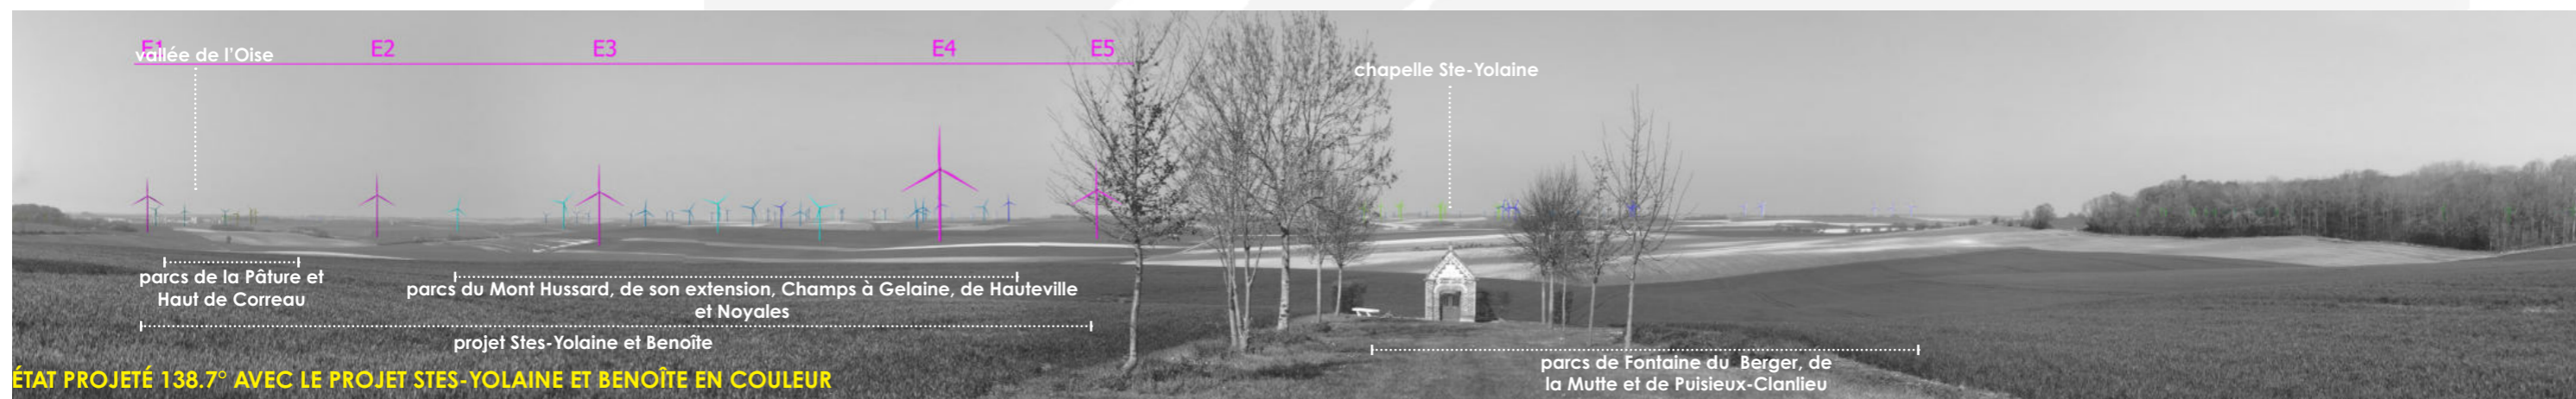 E1 E2 E3 E4 E5
vallée de l'Oise
chapelle Ste-Yolaine
parcs de la Pâture et
Haut de Correau
parcs du Mont Hussard, de son extension, Champs à Gelaine, de Hauteville
et Noyales
projet Stes-Yolaine et Benoîte
parcs de Fontaine du Berger, de
la Mutte et de Puisieux-Clanlieu
ÉTAT PROJETÉ 138.7° AVEC LE PROJET STES-YOLAINE ET BENOÎTE EN COULEUR